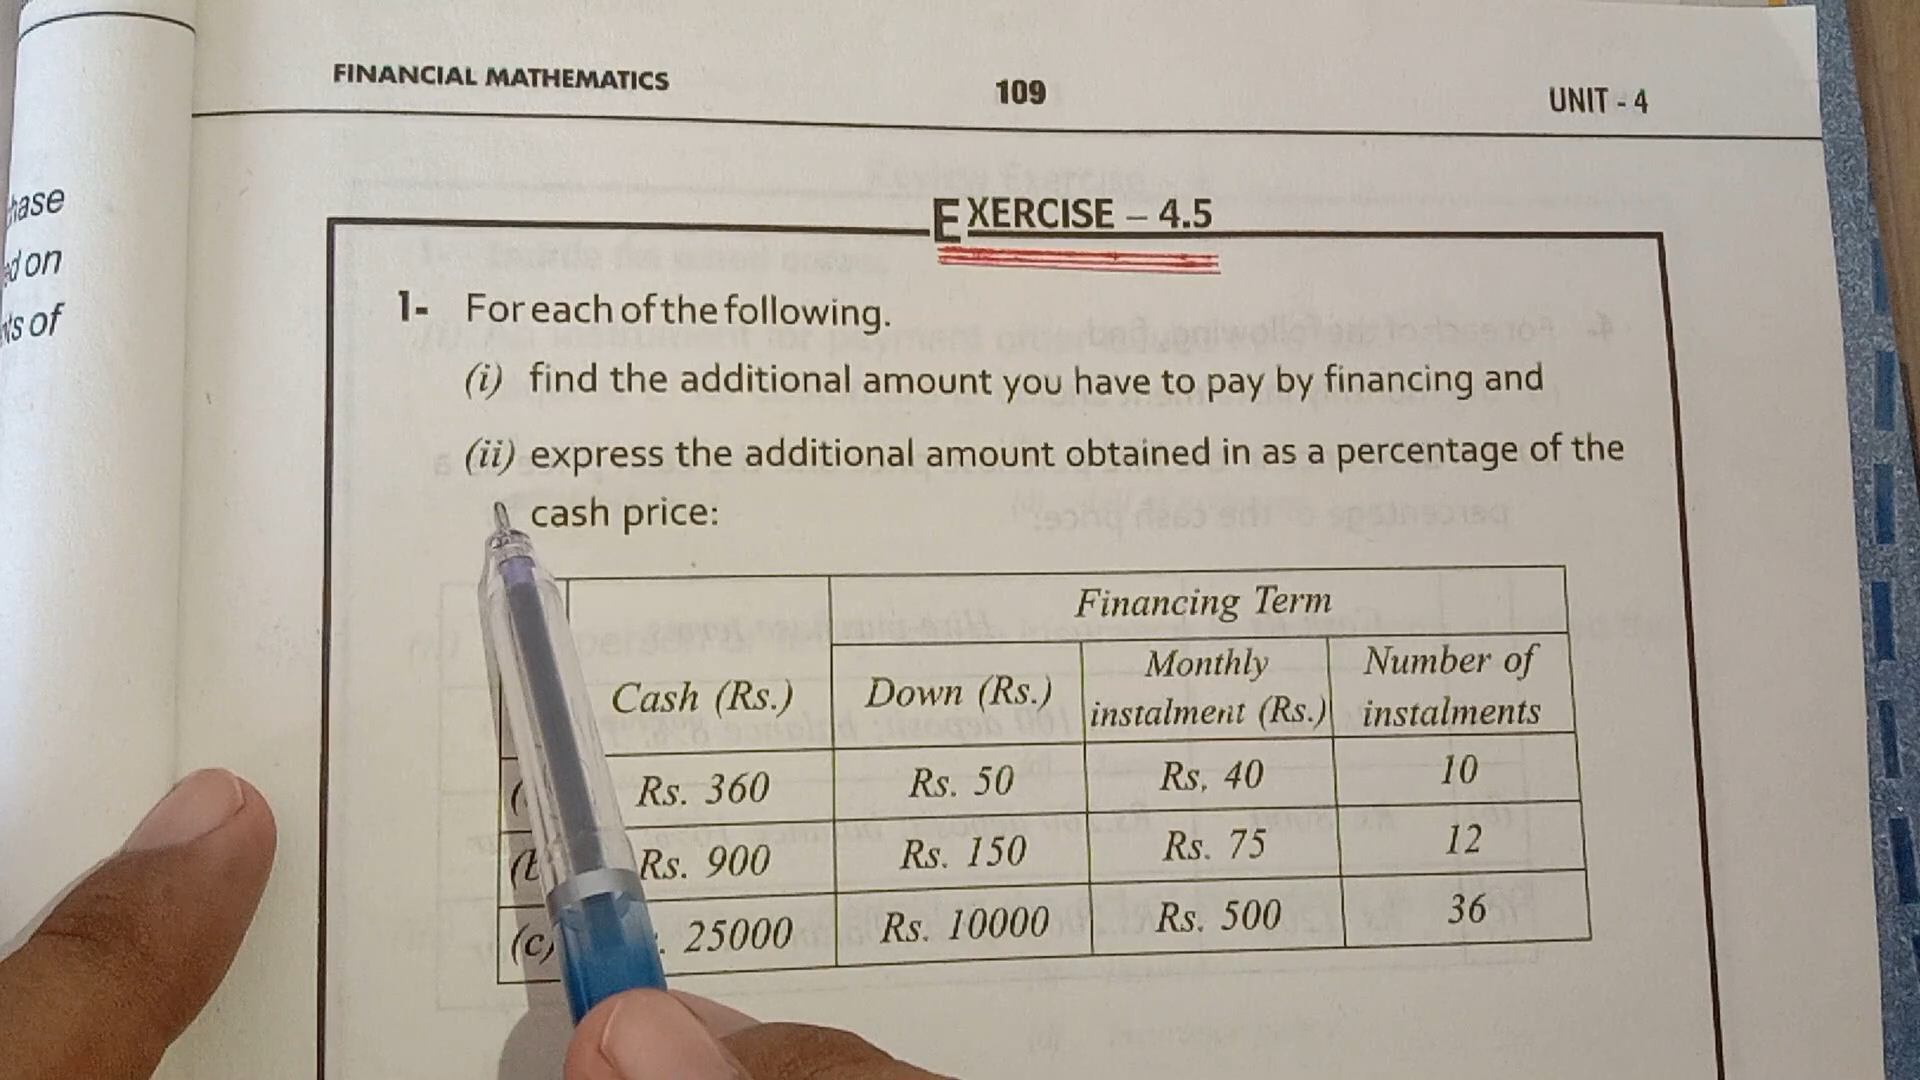 FINANCIAL MATHEMATICS 109 UNIT - 4
ed on
EXERCISE – 4.5
1- For each of the following.
(i) find the additional amount you have to pay by financing and
(ii) express the additional amount obtained in as a percentage of the
cash price:
Financing Term
Cash (Rs.) Down (Rs.) Monthly instalment (Rs.) Number of instalments
Rs. 360 Rs. 50 Rs, 40 10
Rs. 900 Rs. 150 Rs. 75 12
(c) 25000 Rs. 10000 Rs. 500 36